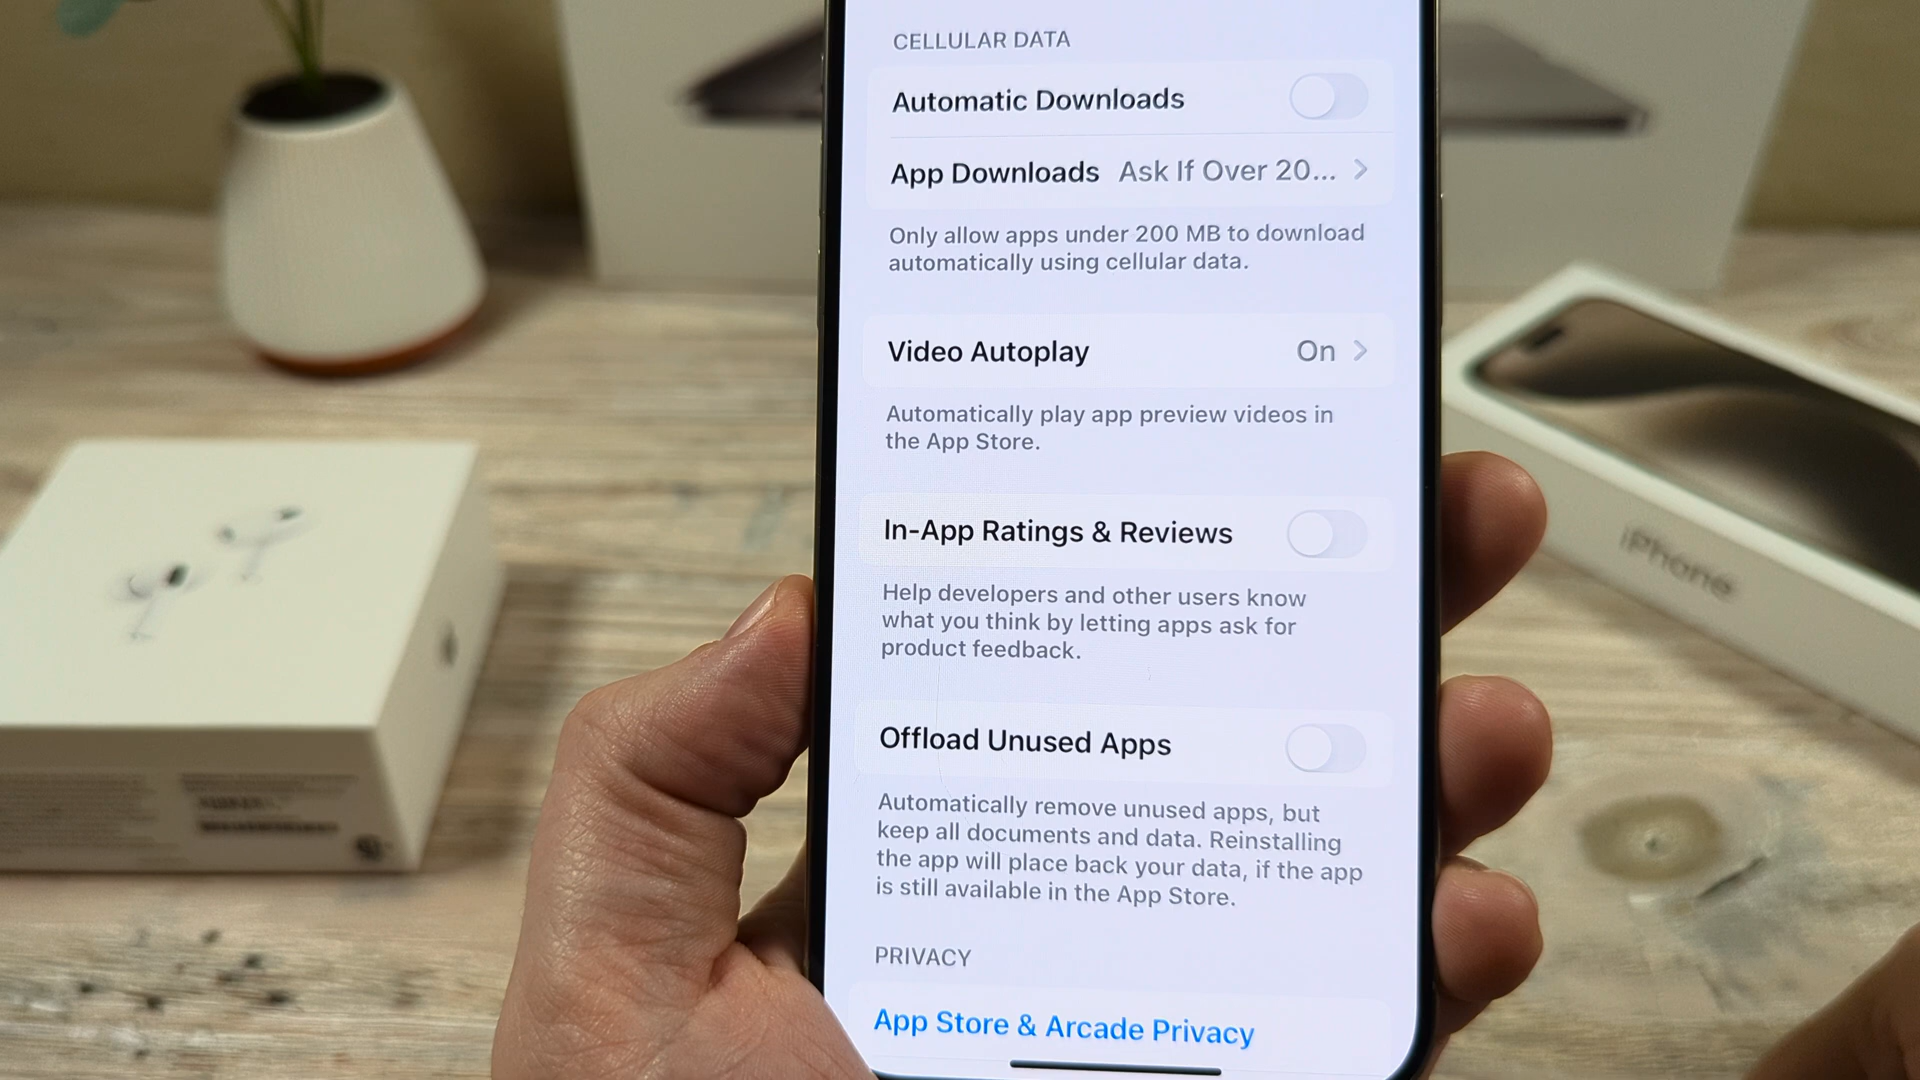 CELLULAR DATA
Automatic Downloads
App Downloads Ask If Over 20...
Only allow apps under 200 MB to download
automatically using cellular data.
Video Autoplay On
Automatically play app preview videos in
the App Store.
In-App Ratings & Reviews
Help developers and other users know
what you think by letting apps ask for
product feedback.
Offload Unused Apps
Automatically remove unused apps, but
keep all documents and data. Reinstalling
the app will place back your data, if the app
is still available in the App Store.
PRIVACY
App Store & Arcade Privacy
iPhone